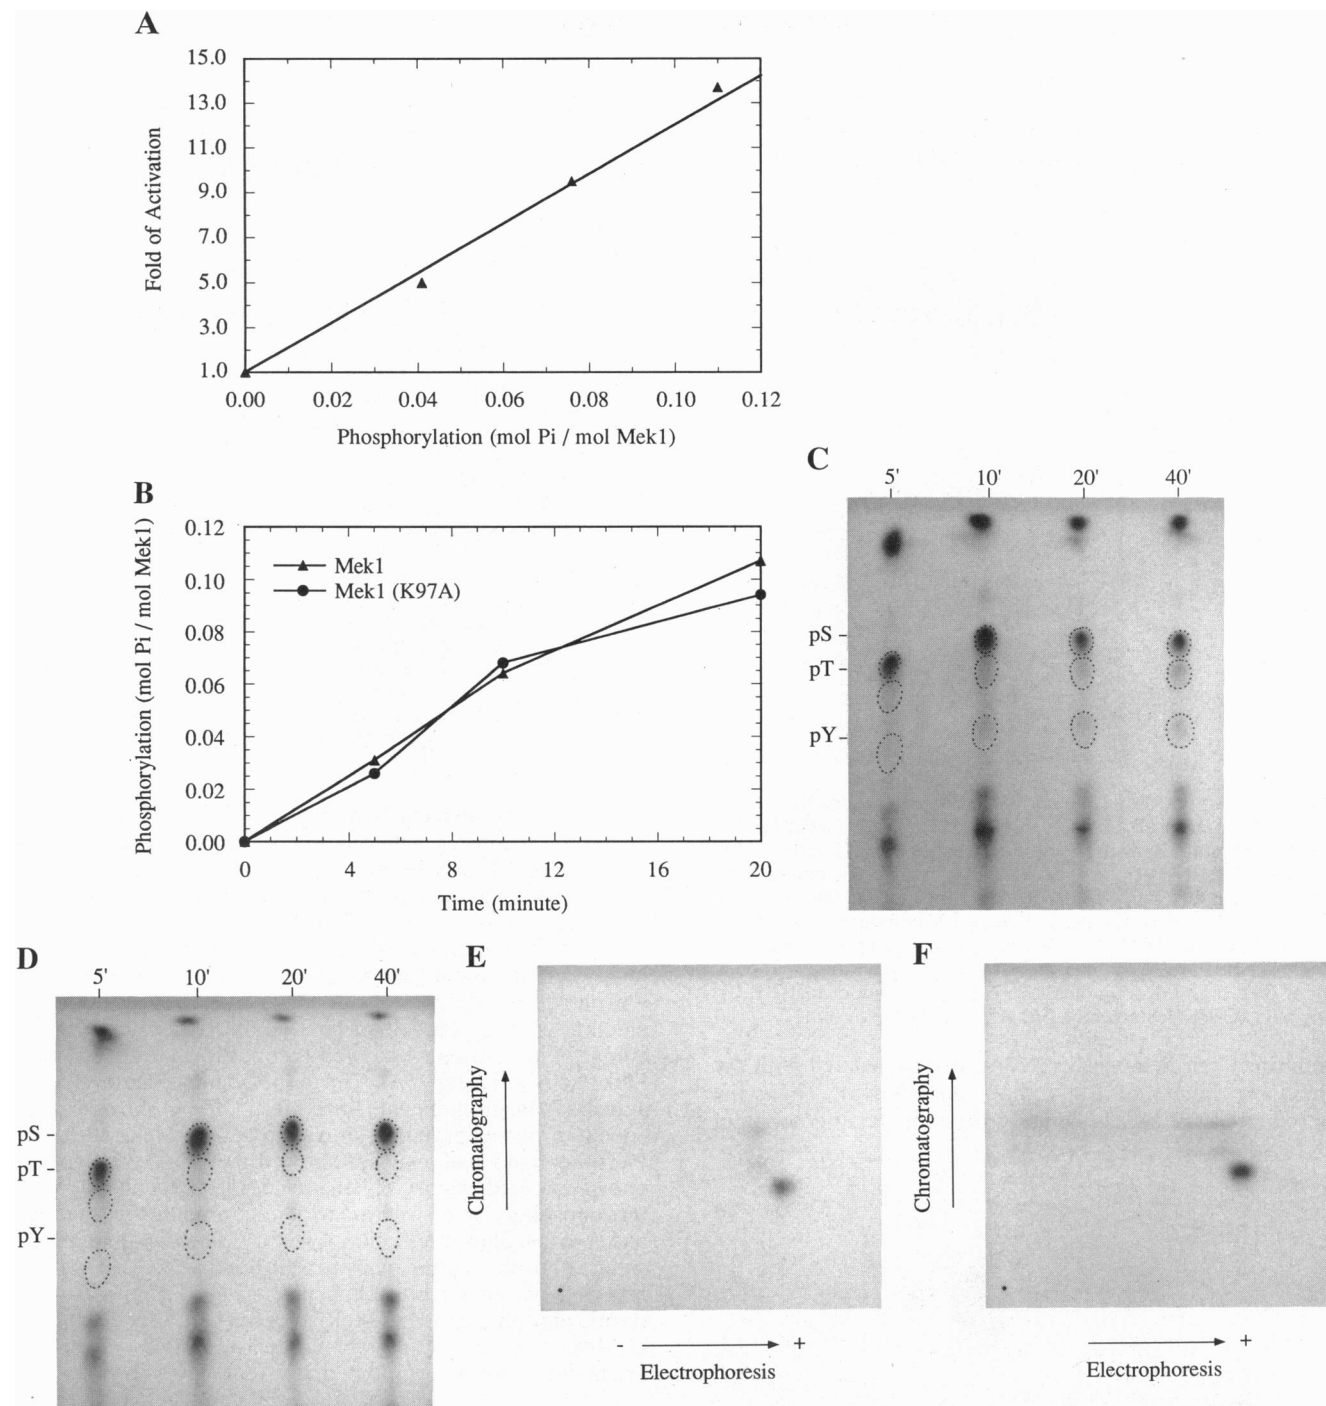 A
15.0
13.0
11.0
9.0
7.0
5.0
3.0
1.0
Fold of Activation
0.00 0.02 0.04 0.06 0.08 0.10 0.12
Phosphorylation (mol Pi / mol Mek1)
B
0.12
0.10
0.08
0.06
0.04
0.02
0.00
Phosphorylation (mol Pi / mol Mek1)
Mek1
Mek1 (K97A)
0 4 8 12 16 20
Time (minute)
C
5' 10' 20' 40'
pS
pT
pY
D
5' 10' 20' 40'
pS
pT
pY
E
Chromatography
- +
Electrophoresis
F
Chromatography
+
Electrophoresis